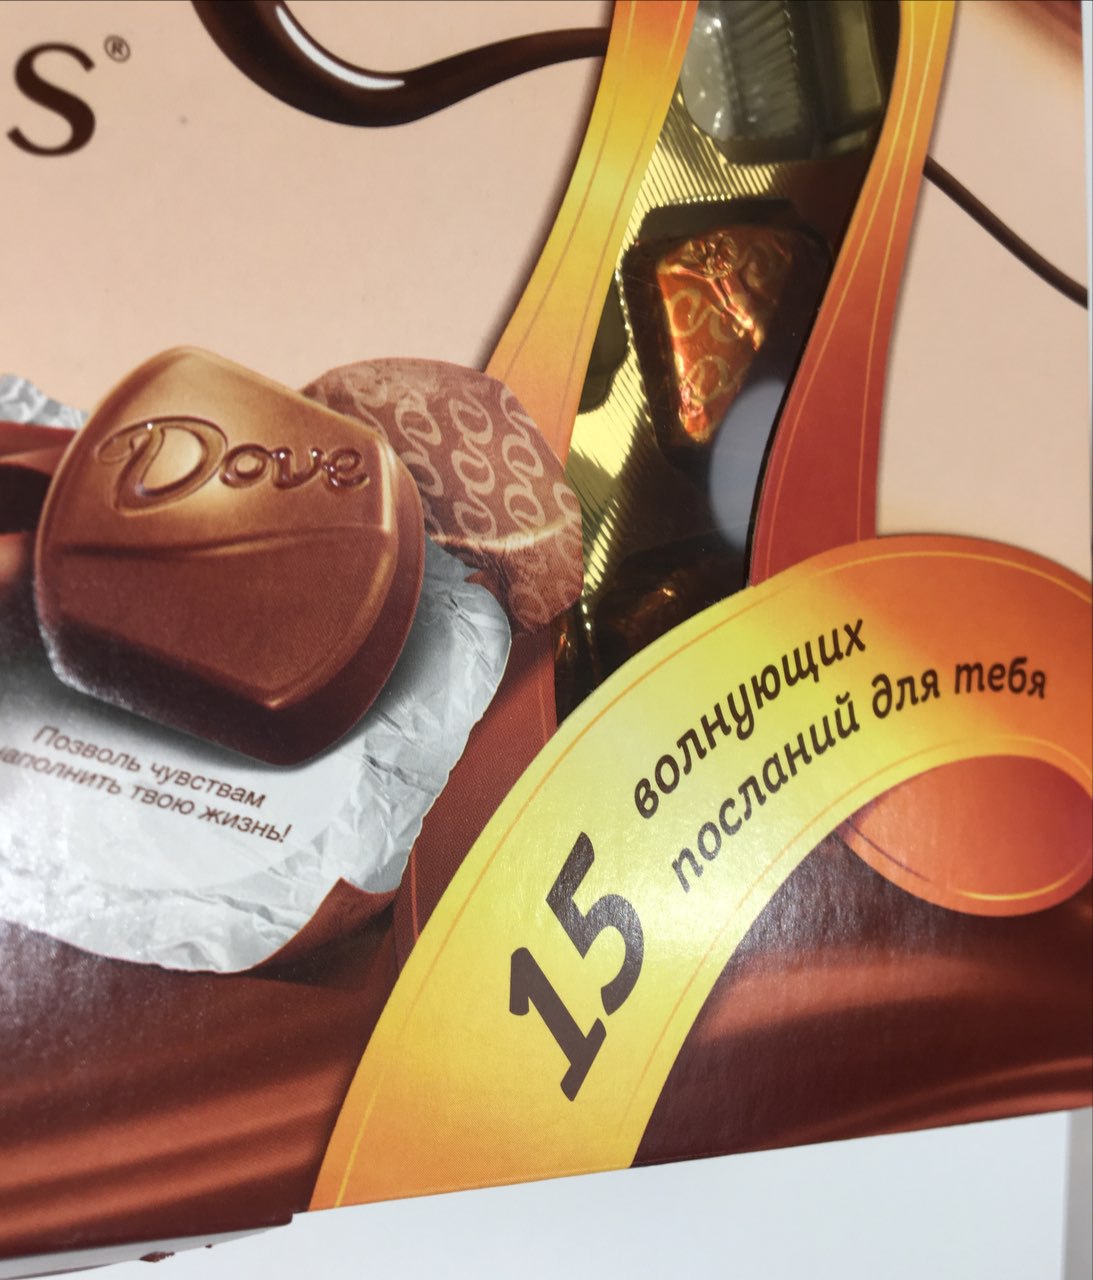 S®
Dove
Позволь чувствам
наполнить твою жизнь!
15
волнующих
посланий для тебя